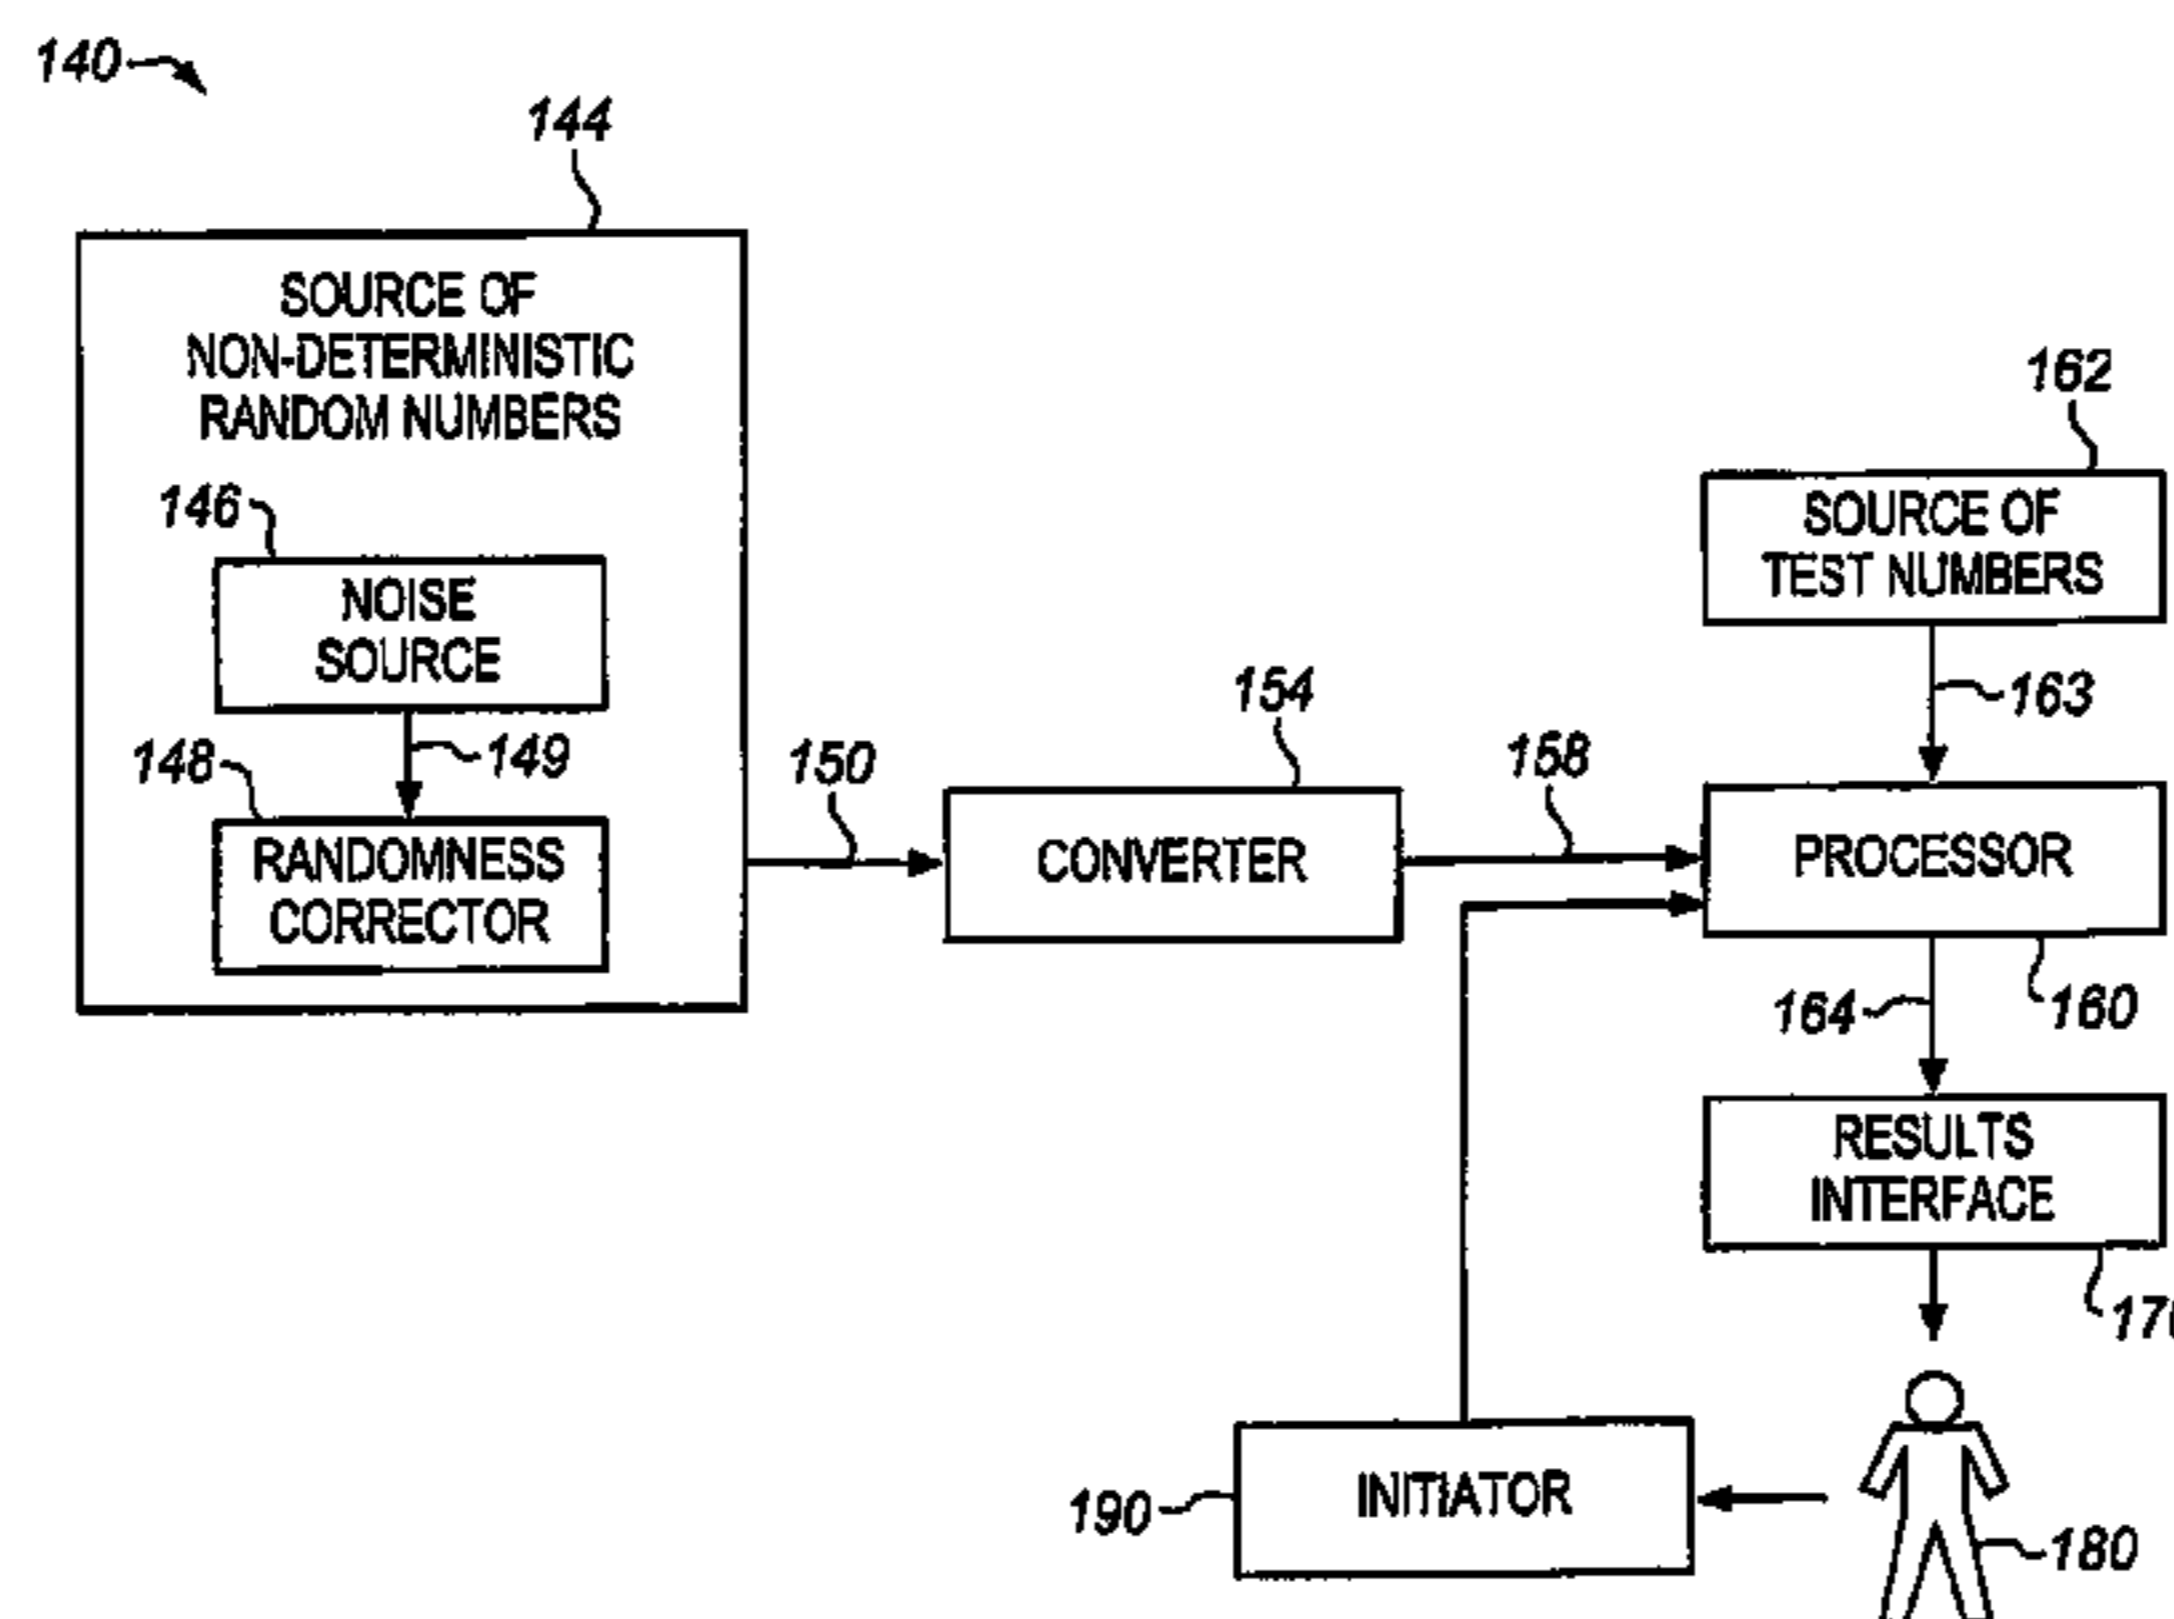 140
144
SOURCE OF
NON-DETERMINISTIC
RANDOM NUMBERS
146
NOISE
SOURCE
148
149
RANDOMNESS
CORRECTOR
150
154
CONVERTER
158
162
SOURCE OF
TEST NUMBERS
163
PROCESSOR
164
160
RESULTS
INTERFACE
190
INITIATOR
180